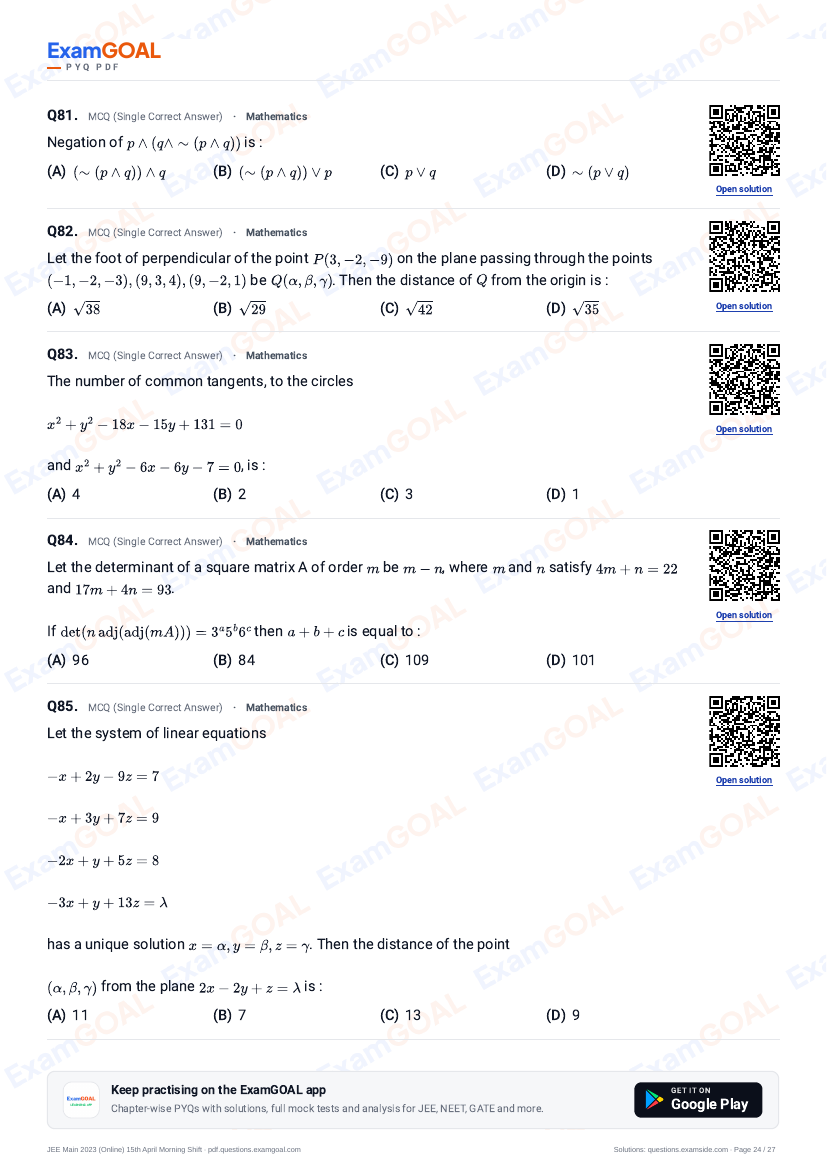 ExamGOAL
PYQ PDF
Q81. MCQ (Single Correct Answer) · Mathematics
Negation of p ∧ (q∧ ∼ (p ∧ q)) is :
(A) (∼ (p ∧ q)) ∧ q (B) (∼ (p ∧ q)) ∨ p (C) p ∨ q (D) ∼ (p ∨ q)
Open solution
Q82. MCQ (Single Correct Answer) · Mathematics
Let the foot of perpendicular of the point P(3, −2, −9) on the plane passing through the points
(−1, −2, −3), (9, 3, 4), (9, −2, 1) be Q(α, β, γ). Then the distance of Q from the origin is :
(A) √38 (B) √29 (C) √42 (D) √35
Open solution
Q83. MCQ (Single Correct Answer) · Mathematics
The number of common tangents, to the circles
x² + y² − 18x − 15y + 131 = 0
and x² + y² − 6x − 6y − 7 = 0, is :
(A) 4 (B) 2 (C) 3 (D) 1
Open solution
Q84. MCQ (Single Correct Answer) · Mathematics
Let the determinant of a square matrix A of order m be m − n, where m and n satisfy 4m + n = 22
and 17m + 4n = 93.
If det(n adj(adj(mA))) = 3ᵃ5ᵇ6ᶜ then a + b + c is equal to :
(A) 96 (B) 84 (C) 109 (D) 101
Open solution
Q85. MCQ (Single Correct Answer) · Mathematics
Let the system of linear equations
−x + 2y − 9z = 7
−x + 3y + 7z = 9
−2x + y + 5z = 8
−3x + y + 13z = λ
has a unique solution x = α, y = β, z = γ. Then the distance of the point
(α, β, γ) from the plane 2x − 2y + z = λ is :
(A) 11 (B) 7 (C) 13 (D) 9
Open solution
Keep practising on the ExamGOAL app
Chapter-wise PYQs with solutions, full mock tests and analysis for JEE, NEET, GATE and more.
GET IT ON
Google Play
JEE Main 2023 (Online) 15th April Morning Shift · pdf.questions.examgoal.com
Solutions: questions.examside.com · Page 24 / 27